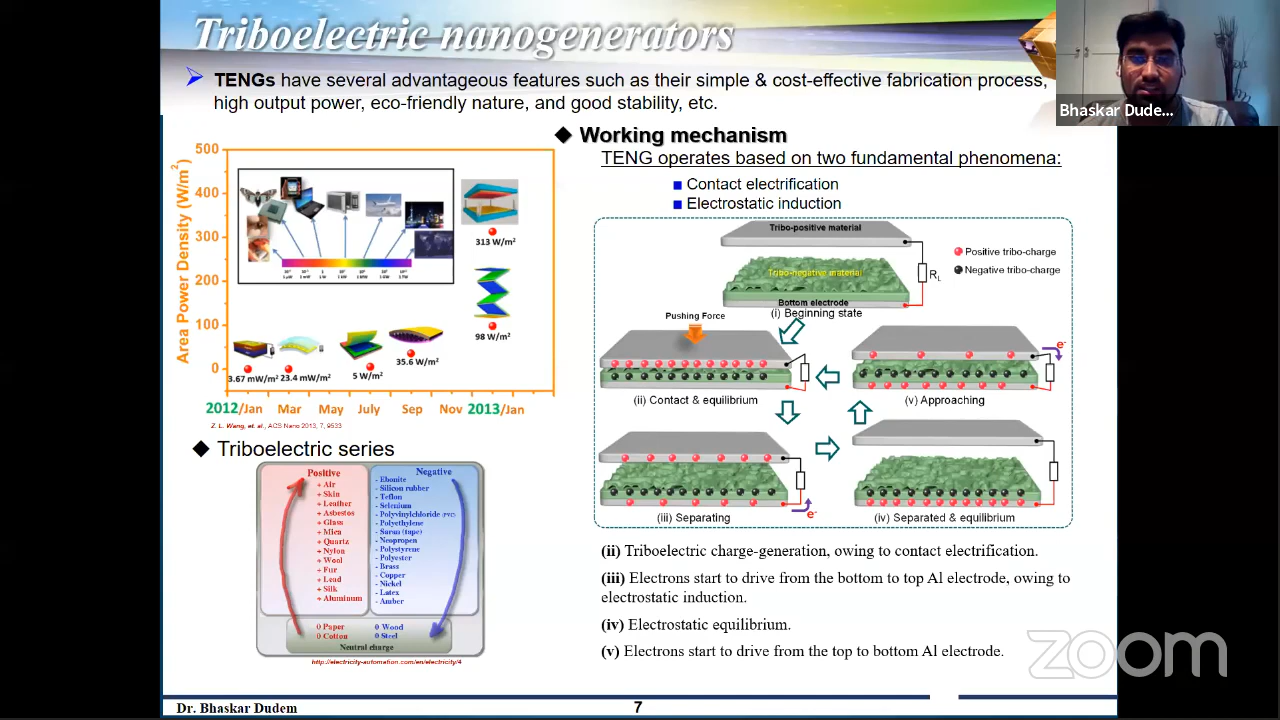 Triboelectric nanogenerators
TENGs have several advantageous features such as their simple & cost-effective fabrication process,
high output power, eco-friendly nature, and good stability, etc.
Bhaskar Dude...
Working mechanism
TENG operates based on two fundamental phenomena:
Contact electrification
Electrostatic induction
Area Power Density (W/m²)
500
400
300
200
100
0
313 W/m²
98 W/m²
35.6 W/m²
5 W/m²
23.4 mW/m²
3.67 mW/m²
2012/Jan
Mar
May
July
Sep
Nov
2013/Jan
Z. L. Wang, et. al., ACS Nano 2013, 7, 9533
Tribo-positive material
Tribo-negative material
Bottom electrode
R_L
Positive tribo-charge
Negative tribo-charge
(i) Beginning state
Pushing Force
(ii) Contact & equilibrium
e-
(v) Approaching
(iii) Separating
e-
(iv) Separated & equilibrium
Triboelectric series
Positive
+ Air
+ Skin
+ Leather
+ Asbestos
+ Glass
+ Mica
+ Quartz
+ Nylon
+ Wool
+ Fur
+ Lead
+ Silk
+ Aluminum
Negative
- Ebonite
- Silicon rubber
- Teflon
- Selenium
- Polyvinylchloride (PVC)
- Polyethylene
- Saran (tape)
- Neopropen
- Polystyrene
- Polyester
- Brass
- Copper
- Nickel
- Latex
- Amber
0 Paper
0 Cotton
0 Wood
0 Steel
Neutral charge
http://electricity-automation.com/en/electricity/4
(ii) Triboelectric charge-generation, owing to contact electrification.
(iii) Electrons start to drive from the bottom to top Al electrode, owing to
electrostatic induction.
(iv) Electrostatic equilibrium.
(v) Electrons start to drive from the top to bottom Al electrode.
zoom
Dr. Bhaskar Dudem
7